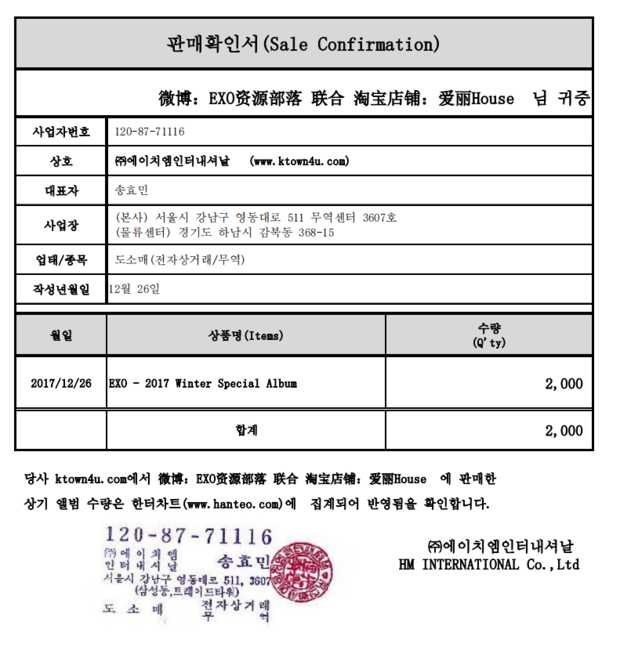 판매확인서(Sale Confirmation)
微博: EXO资源部落 联合 淘宝店铺: 爱丽House 님 귀중
사업자번호 120-87-71116
상호 ㈜에이치엠인터내셔날 (www.ktown4u.com)
대표자 송효민
사업장 (본사) 서울시 강남구 영동대로 511 무역센터 3607호
(물류센터) 경기도 하남시 감북동 368-15
업태/종목 도소매(전자상거래/무역)
작성년월일 12월 26일
월일 상품명(Items) 수량
(Q'ty)
2017/12/26 EXO - 2017 Winter Special Album 2,000
합계 2,000
당사 ktown4u.com에서 微博: EXO资源部落 联合 淘宝店铺: 爱丽House 에 판매한
상기 앨범 수량은 한터차트(www.hanteo.com)에 집계되어 반영됨을 확인합니다.
120-87-71116
㈜에이치엠
인터내셔날 송효민
서울시 강남구 영동대로 511, 3607
(삼성동,트레이드타워)
도소매 전자상거래
무역
㈜에이치엠인터내셔날
HM INTERNATIONAL Co.,Ltd